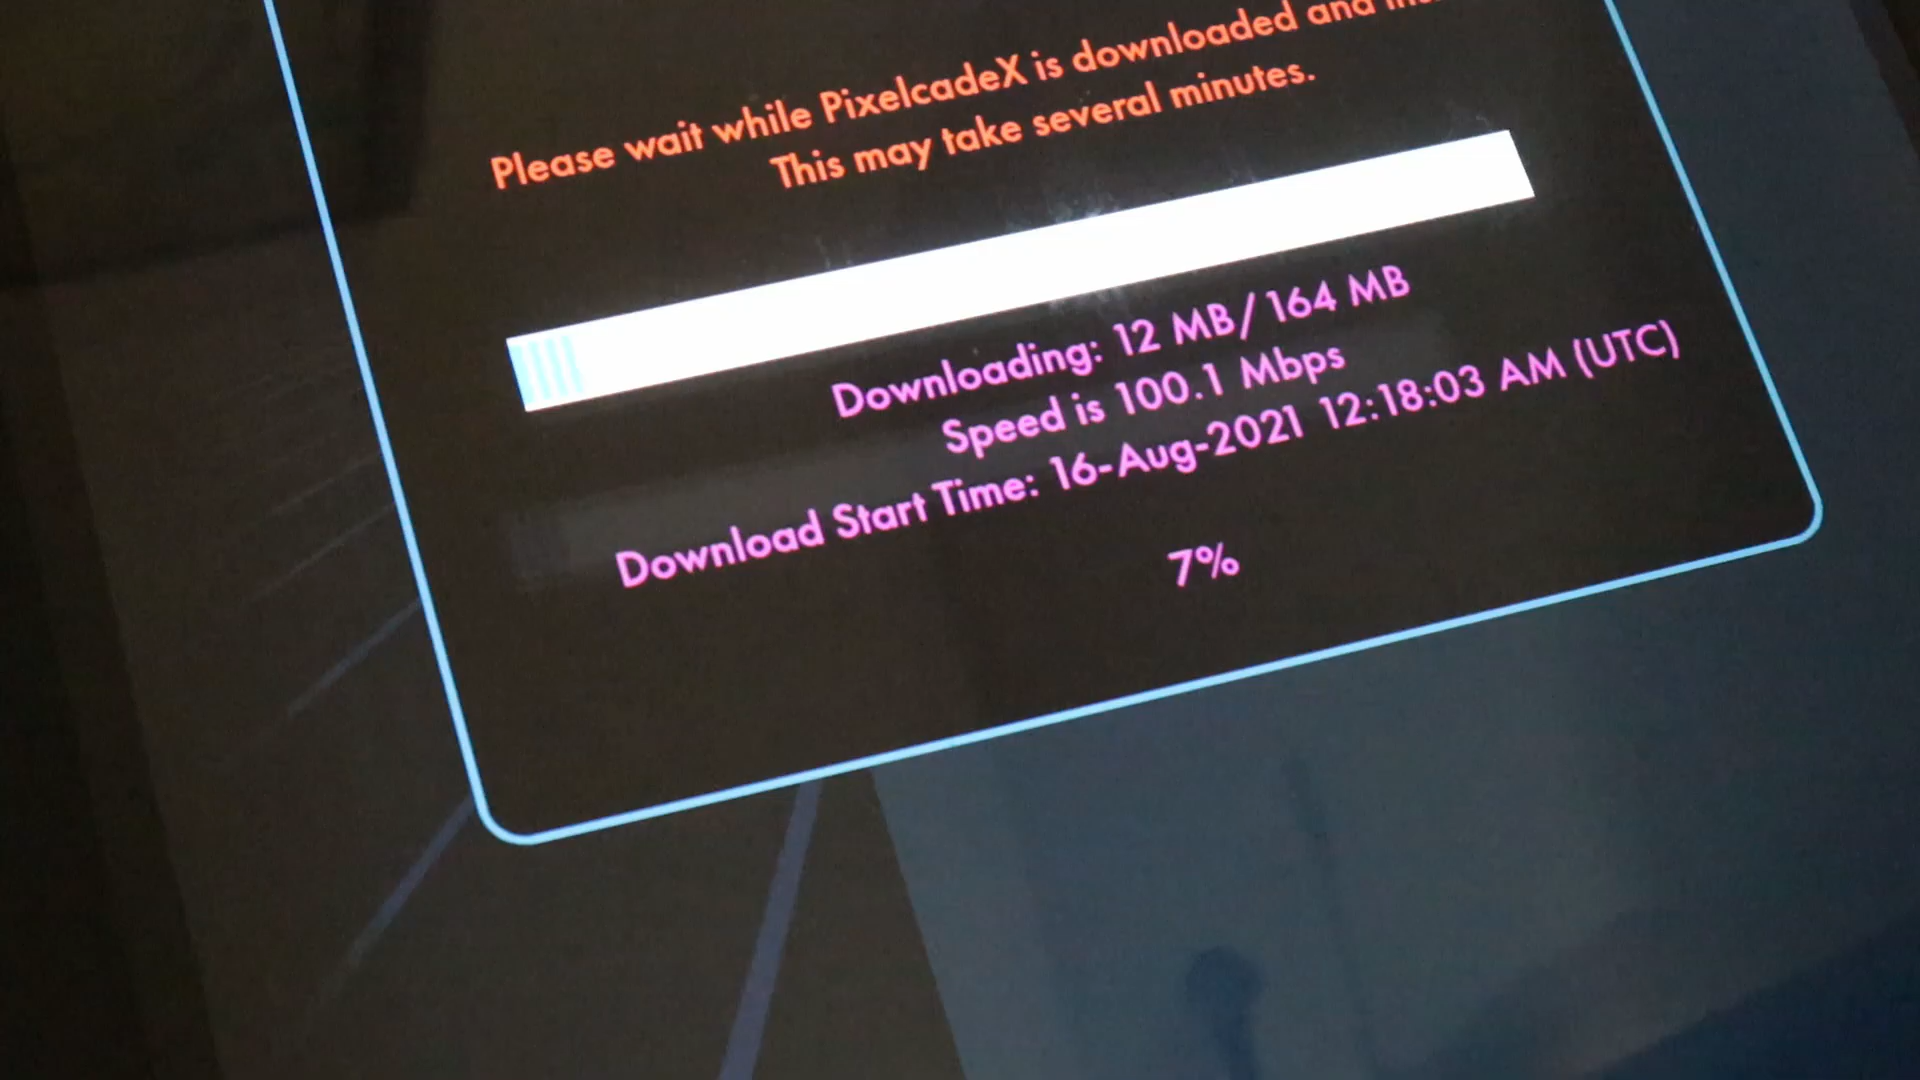 Please wait while PixelcadeX is downloaded and
This may take several minutes.
Downloading: 12 MB/164 MB
Speed is 100.1 Mbps
Download Start Time: 16-Aug-2021 12:18:03 AM (UTC)
7%